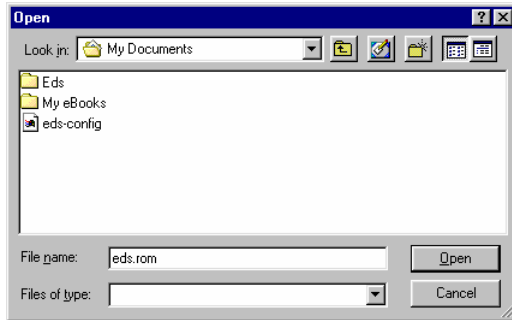 Open
Look in: My Documents
Eds
My eBooks
eds-config
File name: eds.rom Open
Files of type: Cancel